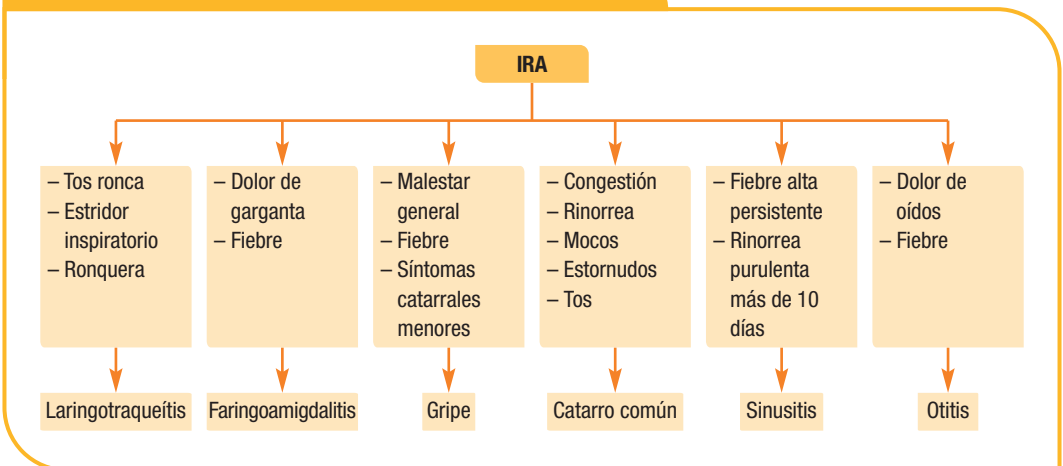 IRA
– Tos ronca
– Estridor
inspiratorio
– Ronquera
– Dolor de
garganta
– Fiebre
– Malestar
general
– Fiebre
– Síntomas
catarrales
menores
– Congestión
– Rinorrea
– Mocos
– Estornudos
– Tos
– Fiebre alta
persistente
– Rinorrea
purulenta
más de 10
días
– Dolor de
oídos
– Fiebre
Laringotraqueítis
Faringoamigdalitis
Gripe
Catarro común
Sinusitis
Otitis